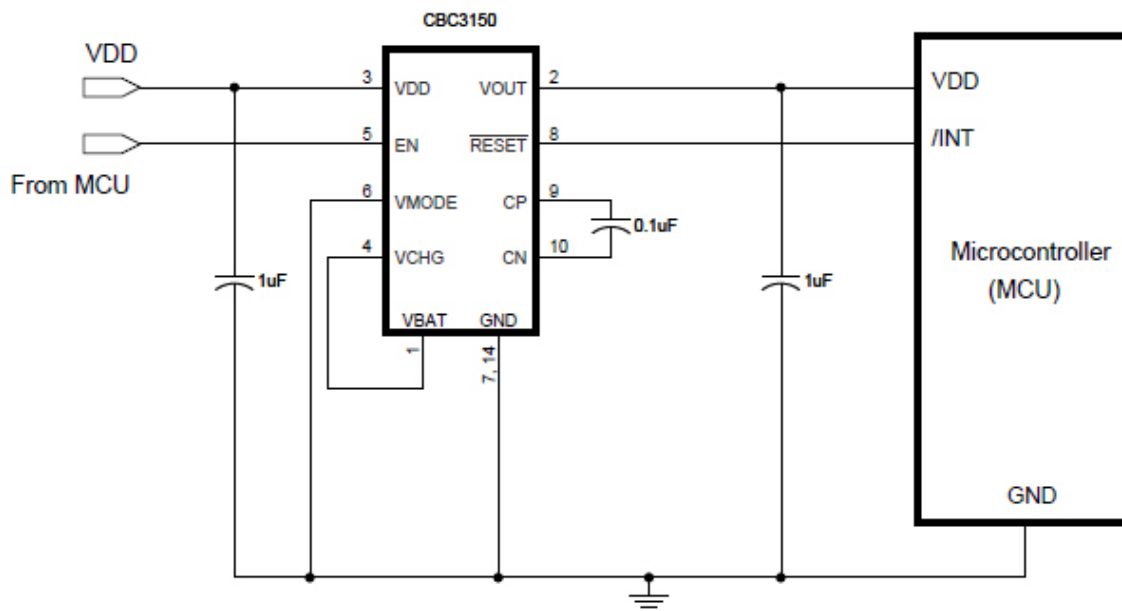 CBC3150
VDD
3
VDD
VOUT
2
VDD
5
EN
RESET
8
/INT
From MCU
6
VMODE
CP
9
0.1uF
4
VCHG
CN
10
1uF
1uF
Microcontroller
(MCU)
VBAT
GND
1
7, 14
GND